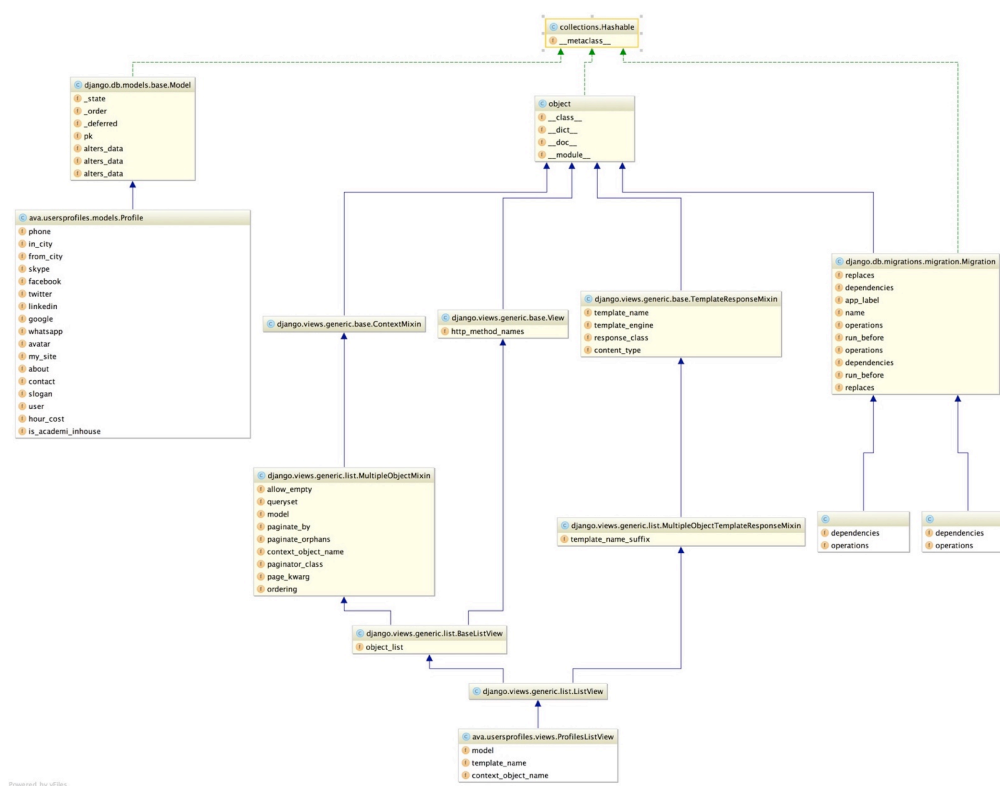 collections.Hashable
__metaclass__
django.db.models.base.Model
_state
_order
_deferred
pk
alters_data
alters_data
alters_data
object
__class__
__dict__
__doc__
__module__
ava.usersprofiles.models.Profile
phone
in_city
from_city
skype
facebook
twitter
linkedin
google
whatsapp
avatar
my_site
about
contact
slogan
user
hour_cost
is_academi_inhouse
django.views.generic.base.ContextMixin
django.views.generic.base.View
http_method_names
django.views.generic.base.TemplateResponseMixin
template_name
template_engine
response_class
content_type
django.db.migrations.migration.Migration
replaces
dependencies
app_label
name
operations
run_before
operations
dependencies
run_before
replaces
django.views.generic.list.MultipleObjectMixin
allow_empty
queryset
model
paginate_by
paginate_orphans
context_object_name
paginator_class
page_kwarg
ordering
django.views.generic.list.MultipleObjectTemplateResponseMixin
template_name_suffix
dependencies
operations
dependencies
operations
django.views.generic.list.BaseListView
object_list
django.views.generic.list.ListView
ava.usersprofiles.views.ProfilesListView
model
template_name
context_object_name
Powered by yFiles